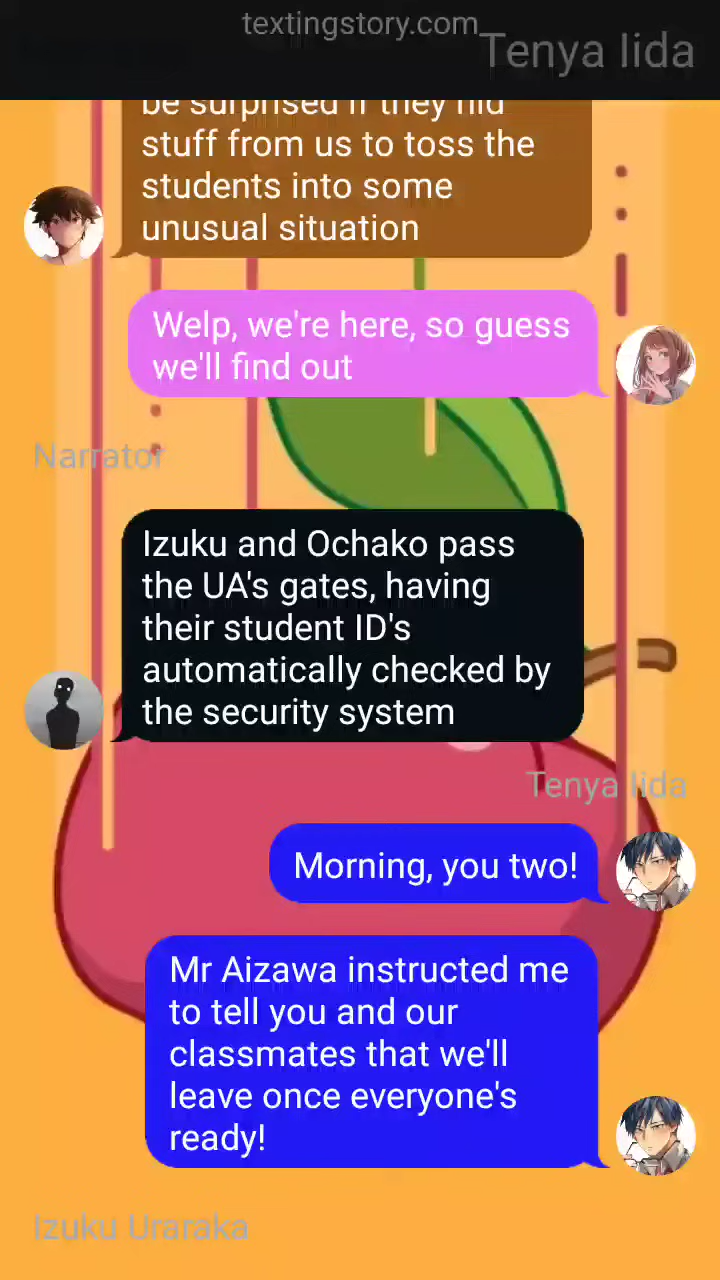 textingstory.com
Tenya Iida
be surprised if they hid
stuff from us to toss the
students into some
unusual situation
Welp, we're here, so guess
we'll find out
Narrator
Izuku and Ochako pass
the UA's gates, having
their student ID's
automatically checked by
the security system
Tenya Iida
Morning, you two!
Mr Aizawa instructed me
to tell you and our
classmates that we'll
leave once everyone's
ready!
Izuku Uraraka